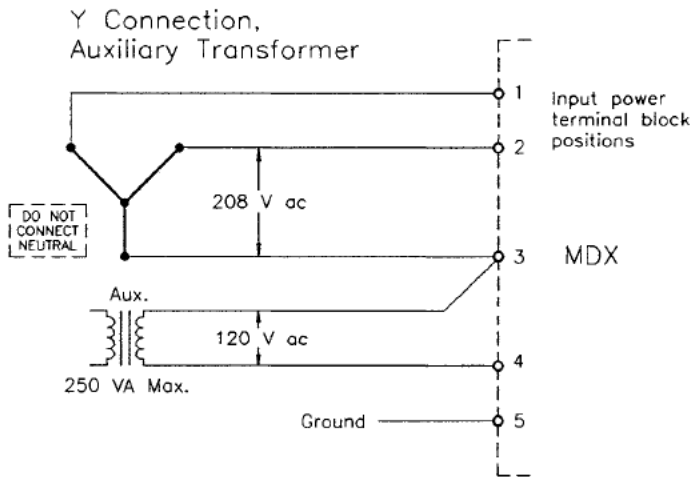 Y Connection,
Auxiliary Transformer
1
Input power
terminal block
positions
2
208 V ac
DO NOT
CONNECT
NEUTRAL
3
MDX
Aux.
120 V ac
4
250 VA Max.
Ground
5